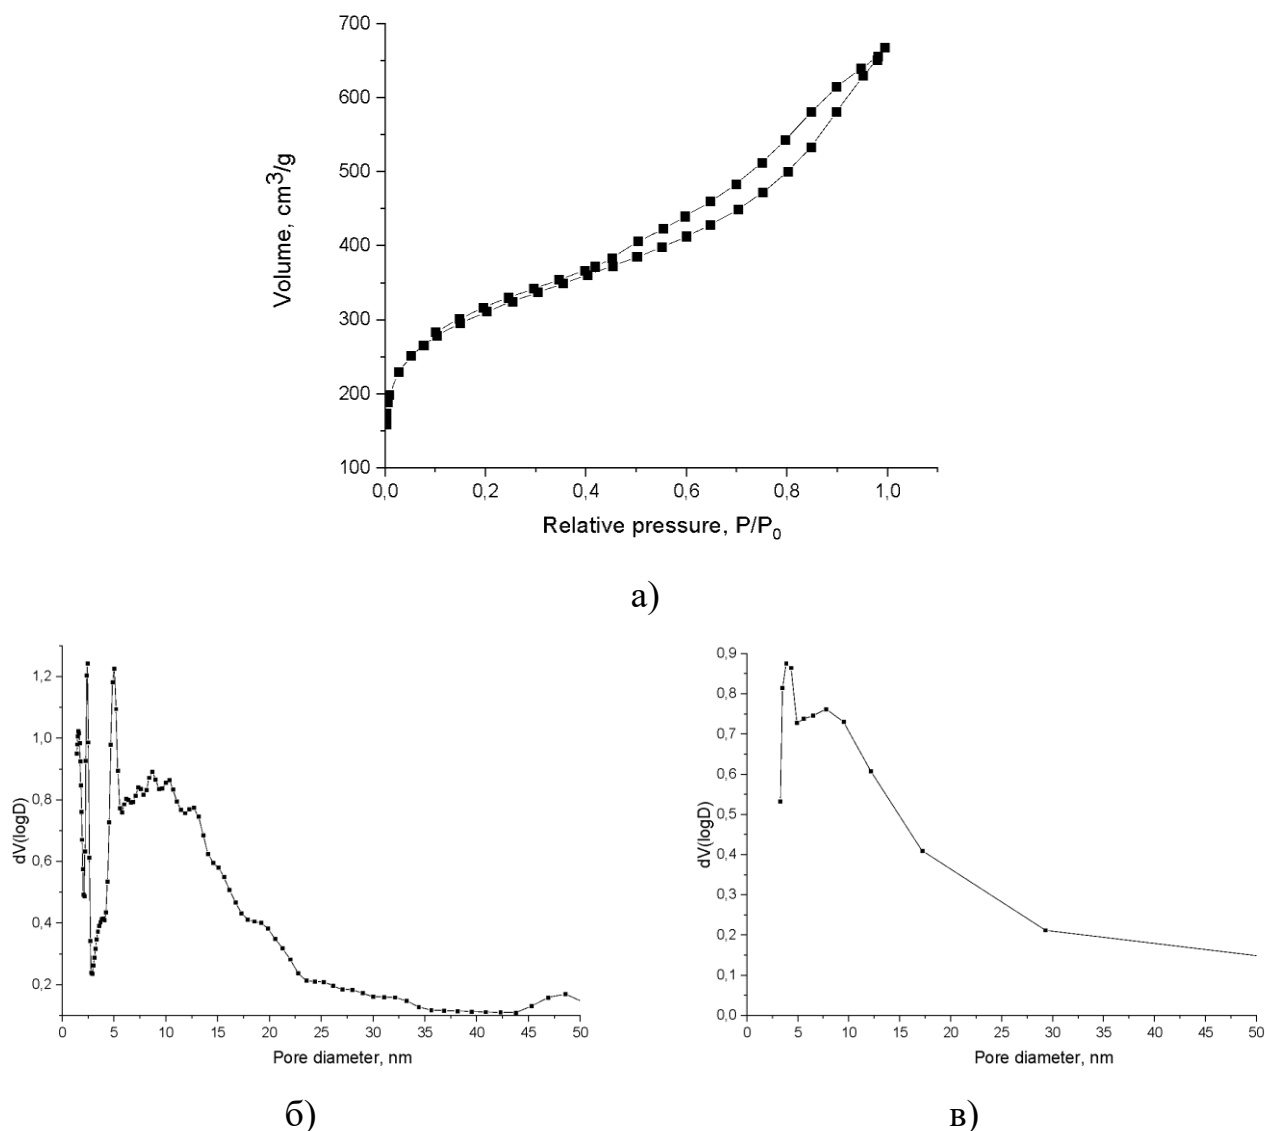 700
600
500
400
300
200
100
Volume, cm³/g
0,0 0,2 0,4 0,6 0,8 1,0
Relative pressure, P/P₀
а)
1,2
1,0
0,8
0,6
0,4
0,2
dV(logD)
0 5 10 15 20 25 30 35 40 45 50
Pore diameter, nm
б)
0,9
0,8
0,7
0,6
0,5
0,4
0,3
0,2
0,1
0,0
dV(logD)
0 5 10 15 20 25 30 35 40 45 50
Pore diameter, nm
в)